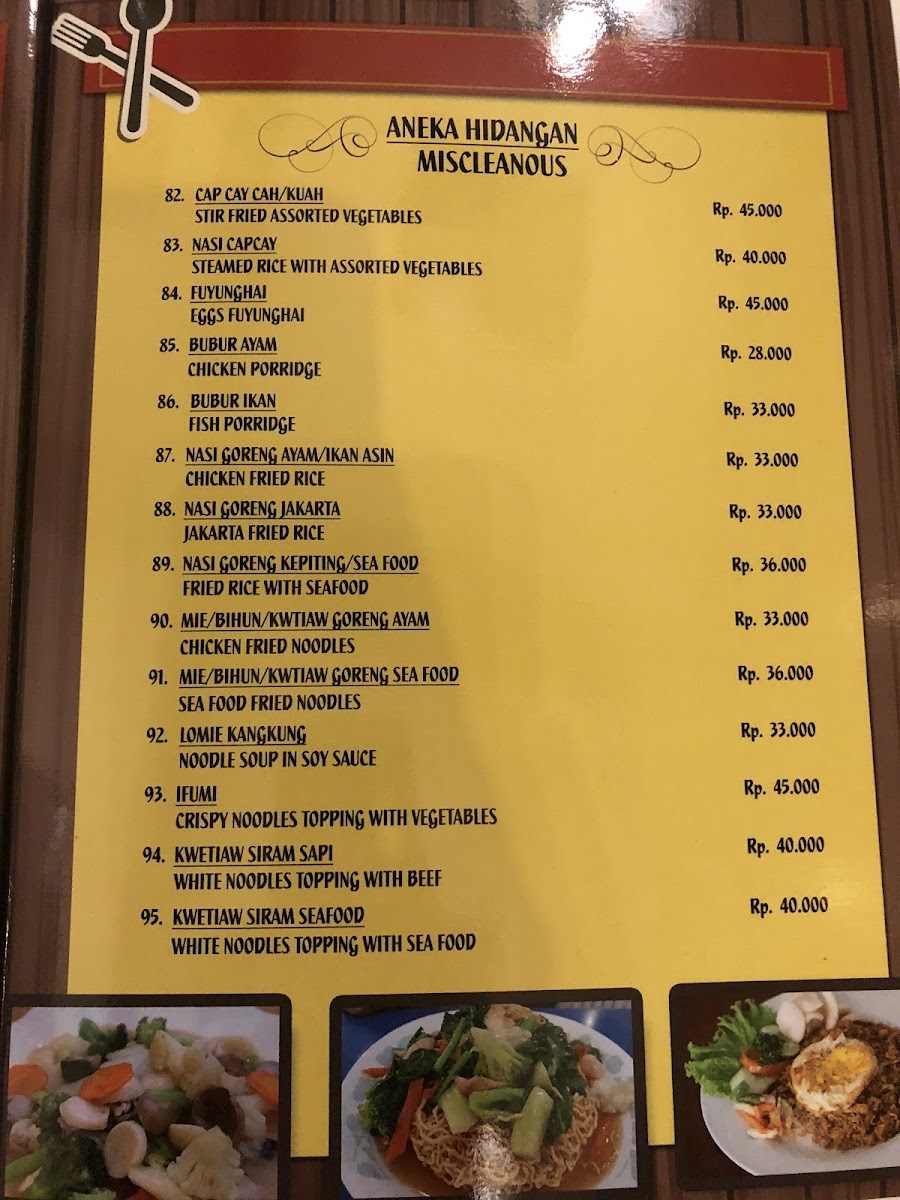 ANEKA HIDANGAN
MISCLEANOUS
82. CAP CAY CAH/KUAH
STIR FRIED ASSORTED VEGETABLES Rp. 45.000
83. NASI CAPCAY
STEAMED RICE WITH ASSORTED VEGETABLES Rp. 40.000
84. FUYUNGHAI Rp. 45.000
EGGS FUYUNGHAI
85. BUBUR AYAM Rp. 28.000
CHICKEN PORRIDGE
86. BUBUR IKAN Rp. 33.000
FISH PORRIDGE
87. NASI GORENG AYAM/IKAN ASIN Rp. 33.000
CHICKEN FRIED RICE
88. NASI GORENG JAKARTA Rp. 33.000
JAKARTA FRIED RICE
89. NASI GORENG KEPITING/SEA FOOD Rp. 36.000
FRIED RICE WITH SEAFOOD
90. MIE/BIHUN/KWTIAW GORENG AYAM Rp. 33.000
CHICKEN FRIED NOODLES
91. MIE/BIHUN/KWTIAW GORENG SEA FOOD Rp. 36.000
SEA FOOD FRIED NOODLES
92. LOMIE KANGKUNG Rp. 33.000
NOODLE SOUP IN SOY SAUCE
93. IFUMI Rp. 45.000
CRISPY NOODLES TOPPING WITH VEGETABLES
94. KWETIAW SIRAM SAPI Rp. 40.000
WHITE NOODLES TOPPING WITH BEEF
95. KWETIAW SIRAM SEAFOOD Rp. 40.000
WHITE NOODLES TOPPING WITH SEA FOOD